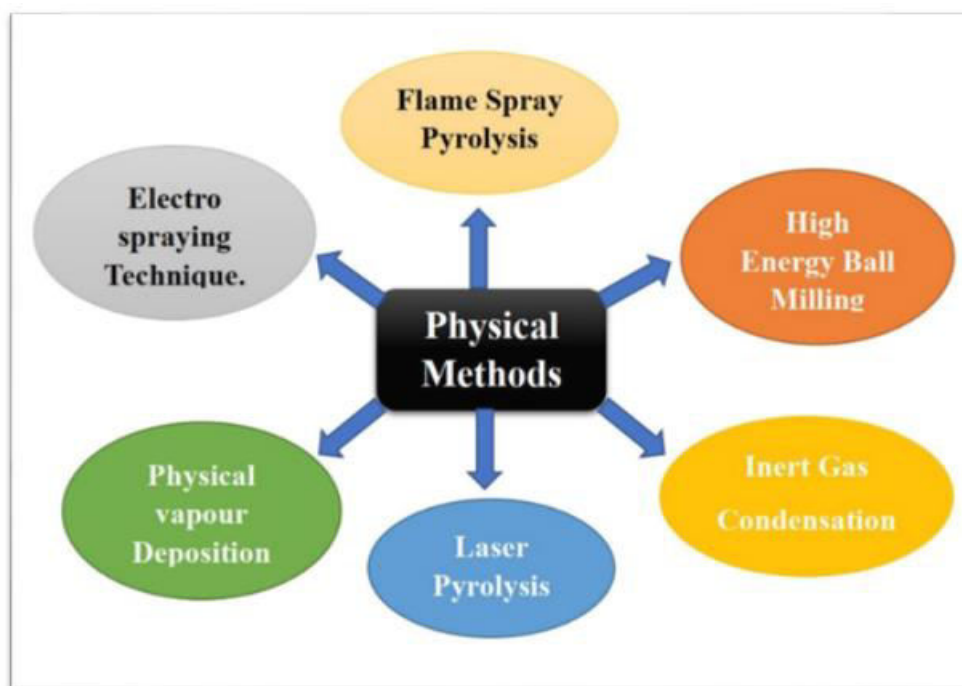 Flame Spray
Pyrolysis
Electro
spraying
Technique.
High
Energy Ball
Milling
Physical
Methods
Physical
vapour
Deposition
Laser
Pyrolysis
Inert Gas
Condensation